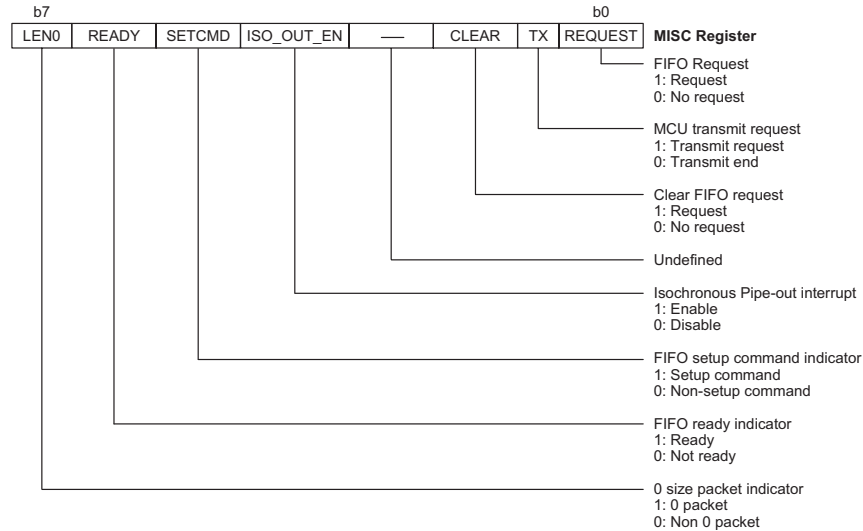 b7 b0
LEN0 READY SETCMD ISO_OUT_EN — CLEAR TX REQUEST MISC Register
FIFO Request
1: Request
0: No request
MCU transmit request
1: Transmit request
0: Transmit end
Clear FIFO request
1: Request
0: No request
Undefined
Isochronous Pipe-out interrupt
1: Enable
0: Disable
FIFO setup command indicator
1: Setup command
0: Non-setup command
FIFO ready indicator
1: Ready
0: Not ready
0 size packet indicator
1: 0 packet
0: Non 0 packet